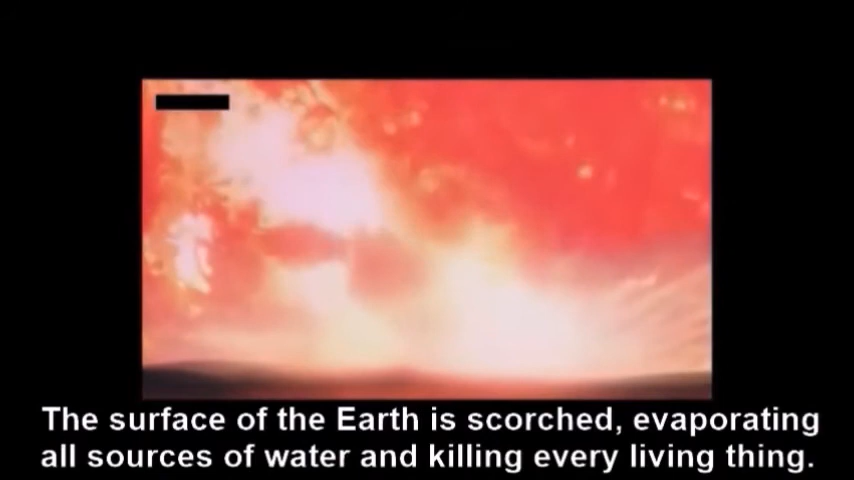 The surface of the Earth is scorched, evaporating
all sources of water and killing every living thing.